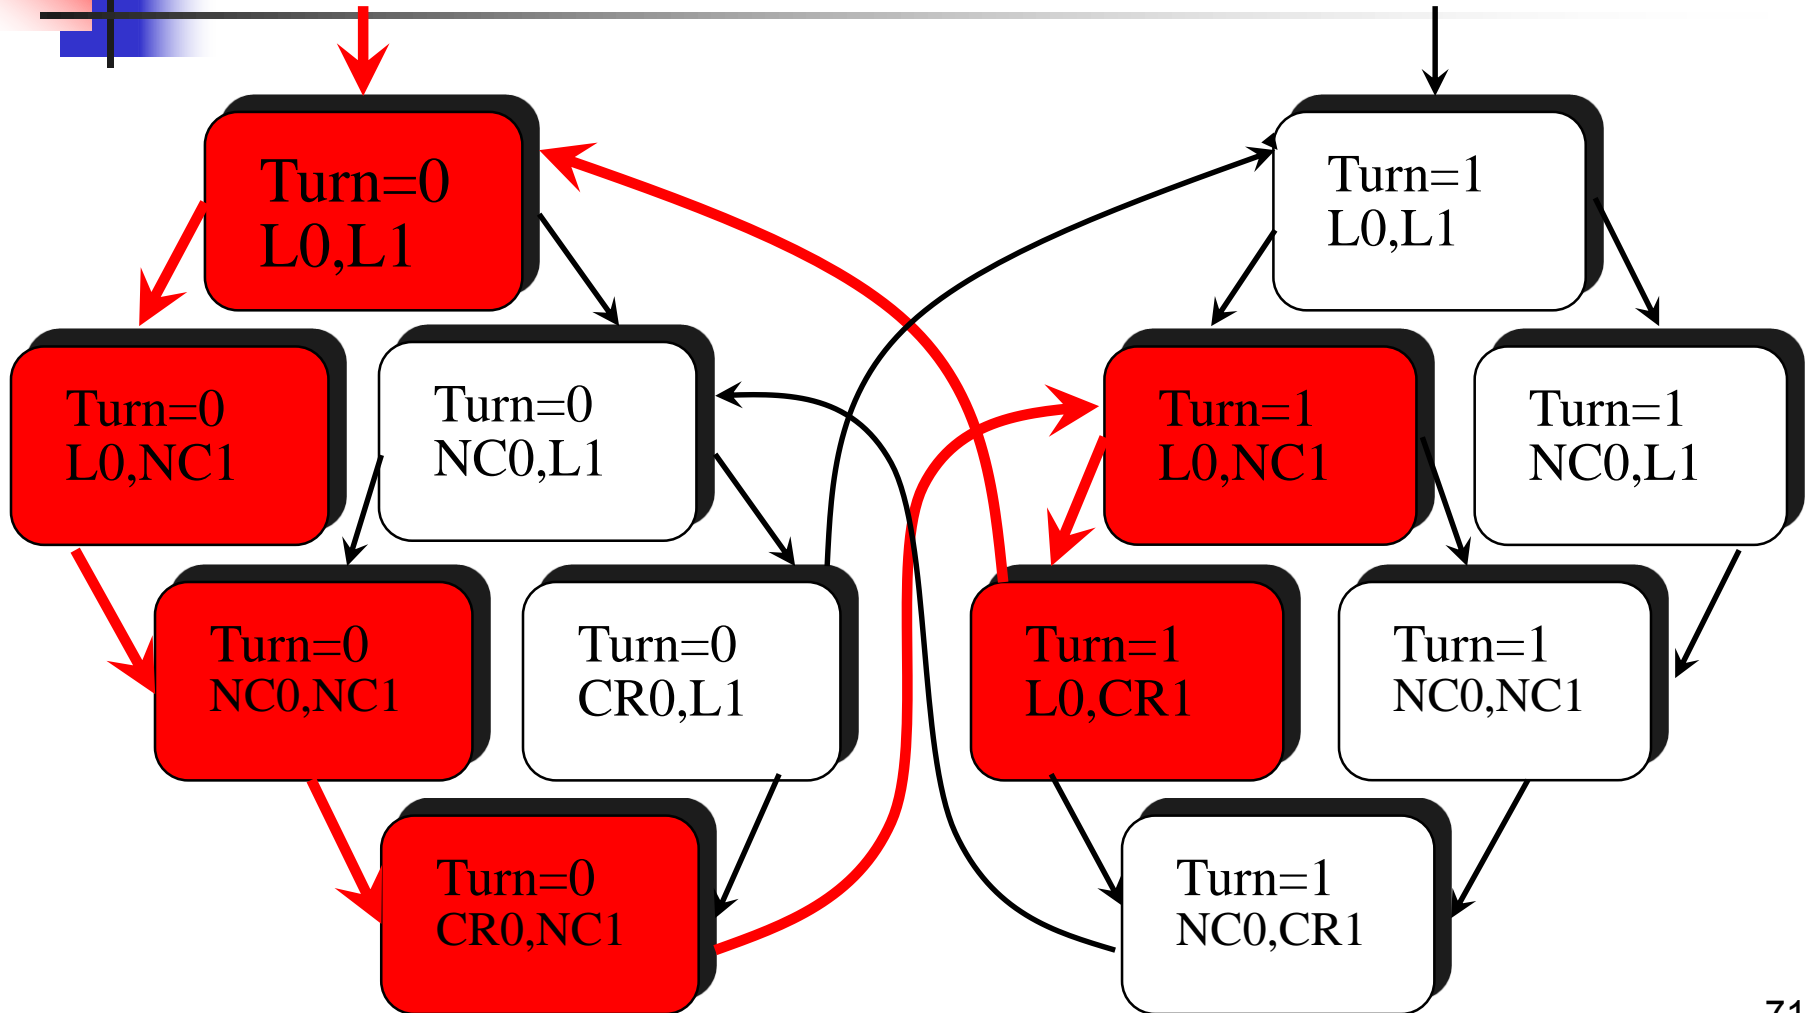 Turn=0
L0,L1
Turn=1
L0,L1
Turn=0
L0,NC1
Turn=0
NC0,L1
Turn=1
L0,NC1
Turn=1
NC0,L1
Turn=0
NC0,NC1
Turn=0
CR0,L1
Turn=1
L0,CR1
Turn=1
NC0,NC1
Turn=0
CR0,NC1
Turn=1
NC0,CR1
71